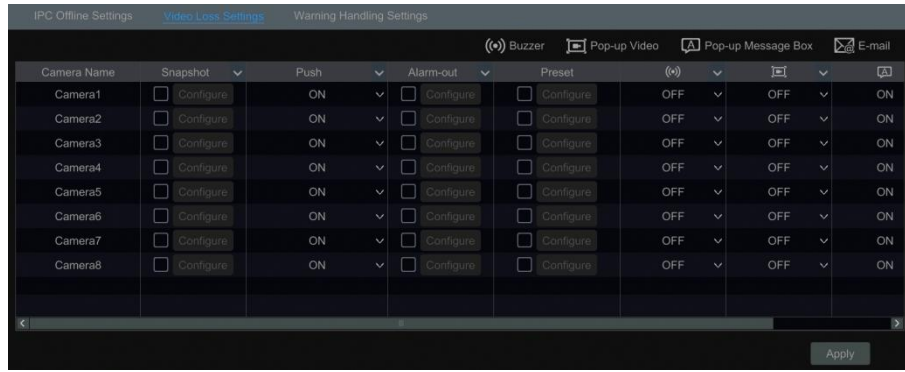 IPC Offline Settings Video Loss Settings Warning Handling Settings
Buzzer Pop-up Video A Pop-up Message Box E-mail
Camera Name Snapshot Push Alarm-out Preset A
Camera1 Configure ON Configure Configure OFF OFF ON
Camera2 Configure ON Configure Configure OFF OFF ON
Camera3 Configure ON Configure Configure OFF OFF ON
Camera4 Configure ON Configure Configure OFF OFF ON
Camera5 Configure ON Configure Configure OFF OFF ON
Camera6 Configure ON Configure Configure OFF OFF ON
Camera7 Configure ON Configure Configure OFF OFF ON
Camera8 Configure ON Configure Configure OFF OFF ON
Apply